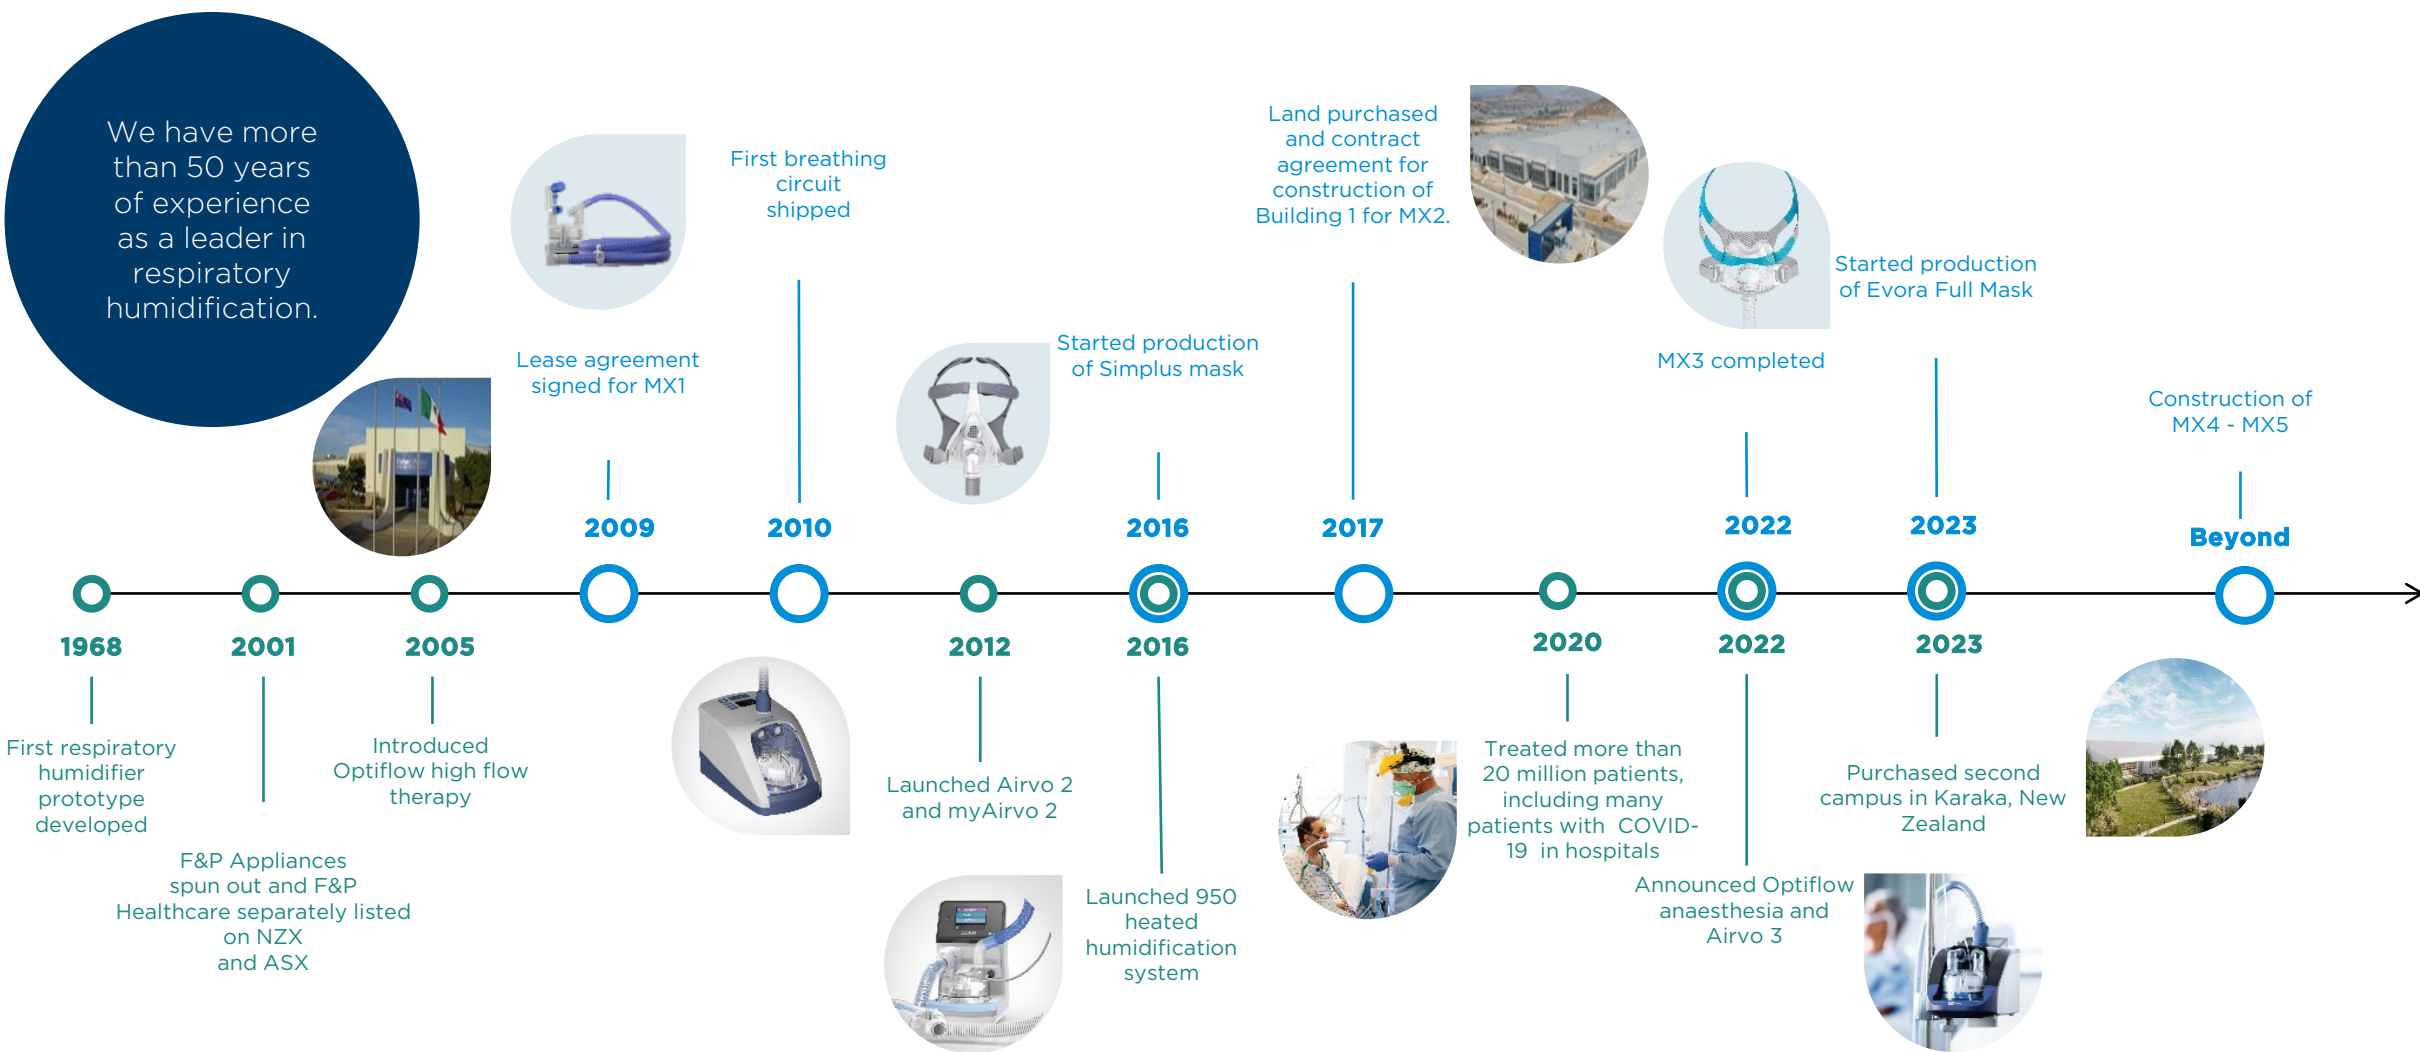 We have more
than 50 years
of experience
as a leader in
respiratory
humidification.
Lease agreement
signed for MX1
2009
First breathing
circuit
shipped
2010
Started production
of Simplus mask
2016
Land purchased
and contract
agreement for
construction of
Building 1 for MX2.
2017
MX3 completed
2022
Started production
of Evora Full Mask
2023
Construction of
MX4 - MX5
Beyond
1968
First respiratory
humidifier
prototype
developed
2001
F&P Appliances
spun out and F&P
Healthcare separately listed
on NZX
and ASX
2005
Introduced
Optiflow high flow
therapy
2012
Launched Airvo 2
and myAirvo 2
2016
Launched 950
heated
humidification
system
2020
Treated more than
20 million patients,
including many
patients with  COVID-
19  in hospitals
2022
Announced Optiflow
anaesthesia and
Airvo 3
2023
Purchased second
campus in Karaka, New
Zealand